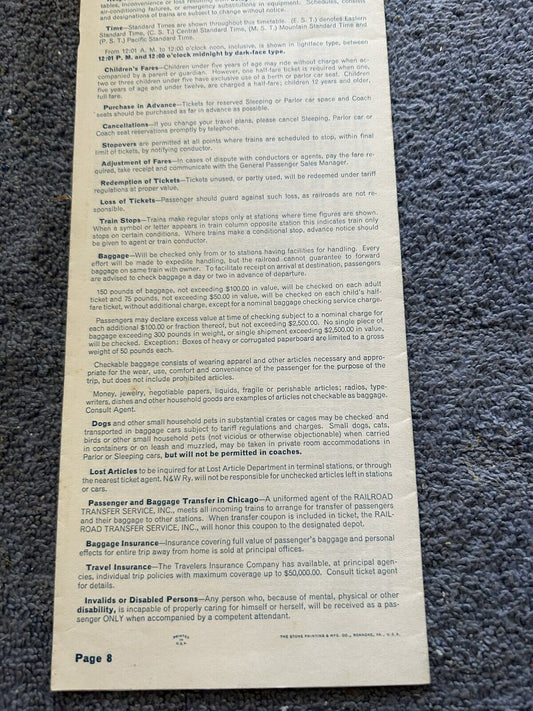 tables, inconvenience or loss
air-conditioning failures, or emergency substitutions in equipment. Schedules, consists
and designations of trains are subject to change without notice.
Time—Standard Times are shown throughout this timetable. (E. S. T.) denotes Eastern
Standard Time, (C. S. T.) Central Standard Time, (M. S. T.) Mountain Standard Time and
(P. S. T.) Pacific Standard Time.
From 12:01 A. M. to 12:00 o'clock noon, inclusive, is shown in lightface type, between
12:01 P. M. and 12:00 o'clock midnight by dark-face type.
Children's Fares—Children under five years of age may ride without charge when ac-
companied by a parent or guardian. However, one half-fare ticket is required when one,
two or three children under five have exclusive use of a berth or parlor car seat. Children
five years of age and under twelve, are charged a half-fare; children 12 years and older,
full fare.
Purchase in Advance—Tickets for reserved Sleeping or Parlor car space and Coach
seats should be purchased as far in advance as possible.
Cancellations—If you change your travel plans, please cancel Sleeping, Parlor car or
Coach seat reservations promptly by telephone.
Stopovers are permitted at all points where trains are scheduled to stop, within final
limit of tickets, by notifying conductor.
Adjustment of Fares—In cases of dispute with conductors or agents, pay the fare re-
quired, take receipt and communicate with the General Passenger Sales Manager.
Redemption of Tickets—Tickets unused, or partly used, will be redeemed under tariff
regulations at proper value.
Loss of Tickets—Passenger should guard against such loss, as railroads are not re-
sponsible.
Train Stops—Trains make regular stops only at stations where time figures are shown.
When a symbol or letter appears in train column opposite station this indicates train only
stops on certain conditions. Where trains make a conditional stop, advance notice should
be given to agent or train conductor.
Baggage—Will be checked only from or to stations having facilities for handling. Every
effort will be made to expedite handling, but the railroad cannot guarantee to forward
baggage on same train with owner. To facilitate receipt on arrival at destination, passengers
are advised to check baggage a day or two in advance of departure.
150 pounds of baggage, not exceeding $100.00 in value, will be checked on each adult
ticket and 75 pounds, not exceeding $50.00 in value, will be checked on each child's half-
fare ticket, without additional charge, except for a nominal baggage checking service charge.
Passengers may declare excess value at time of checking subject to a nominal charge for
each additional $100.00 or fraction thereof, but not exceeding $2,500.00. No single piece of
baggage exceeding 300 pounds in weight, or single shipment exceeding $2,500.00 in value,
will be checked. Exception: Boxes of heavy or corrugated paperboard are limited to a gross
weight of 50 pounds each.
Checkable baggage consists of wearing apparel and other articles necessary and appro-
priate for the wear, use, comfort and convenience of the passenger for the purpose of the
trip, but does not include prohibited articles.
Money, jewelry, negotiable papers, liquids, fragile or perishable articles; radios, type-
writers, dishes and other household goods are examples of articles not checkable as baggage.
Consult Agent.
Dogs and other small household pets in substantial crates or cages may be checked and
transported in baggage cars subject to tariff regulations and charges. Small dogs, cats,
birds or other small household pets (not vicious or otherwise objectionable) when carried
in containers or on leash and muzzled, may be taken in private room accommodations in
Parlor or Sleeping cars, but will not be permitted in coaches.
Lost Articles to be inquired for at Lost Article Department in terminal stations, or through
the nearest ticket agent. N&W Ry. will not be responsible for unchecked articles left in stations
or cars.
Passenger and Baggage Transfer in Chicago—A uniformed agent of the RAILROAD
TRANSFER SERVICE, INC., meets all incoming trains to arrange for transfer of passengers
and their baggage to other stations. When transfer coupon is included in ticket, the RAIL-
ROAD TRANSFER SERVICE, INC., will honor this coupon to the designated depot.
Baggage Insurance—Insurance covering full value of passenger's baggage and personal
effects for entire trip away from home is sold at principal offices.
Travel Insurance—The Travelers Insurance Company has available, at principal agen-
cies, individual trip policies with maximum coverage up to $50,000.00. Consult ticket agent
for details.
Invalids or Disabled Persons—Any person who, because of mental, physical or other
disability, is incapable of properly caring for himself or herself, will be received as a pas-
senger ONLY when accompanied by a competent attendant.
PRINTED
IN
U.S.A.
THE STONE PRINTING & MFG. CO., ROANOKE, VA., U.S.A.
Page 8